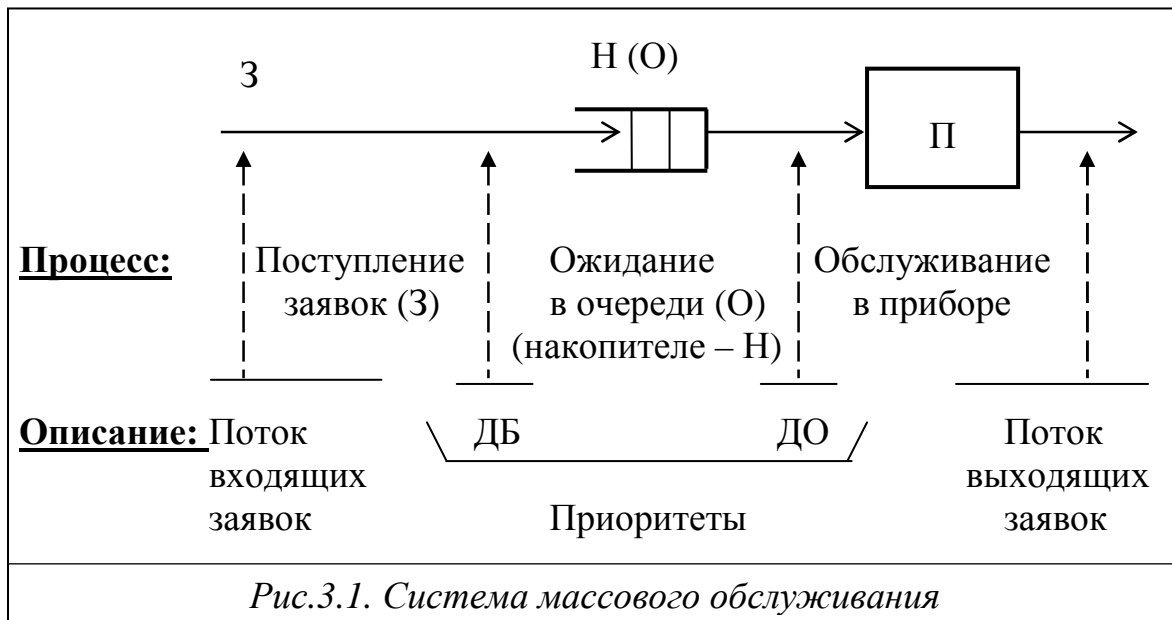 З
Н (О)
П
Процесс:
Поступление
заявок (З)
Ожидание
в очереди (О)
(накопителе – Н)
Обслуживание
в приборе
Описание:
Поток
входящих
заявок
ДБ
ДО
Приоритеты
Поток
выходящих
заявок
Рис.3.1. Система массового обслуживания